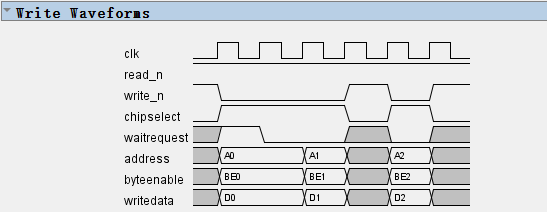 Write Waveforms
clk
read_n
write_n
chipselect
waitrequest
address A0 A1 A2
byteenable BE0 BE1 BE2
writedata D0 D1 D2